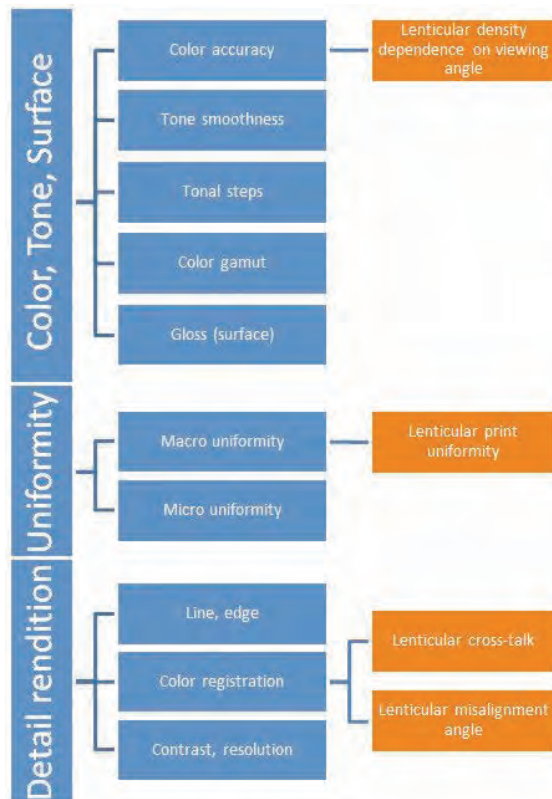 Color, Tone, Surface
Color accuracy
Lenticular density
dependence on viewing
angle
Tone smoothness
Tonal steps
Color gamut
Gloss (surface)
Uniformity
Macro uniformity
Lenticular print
uniformity
Micro uniformity
Detail rendition
Line, edge
Color registration
Lenticular cross-talk
Lenticular misalignment
angle
Contrast, resolution